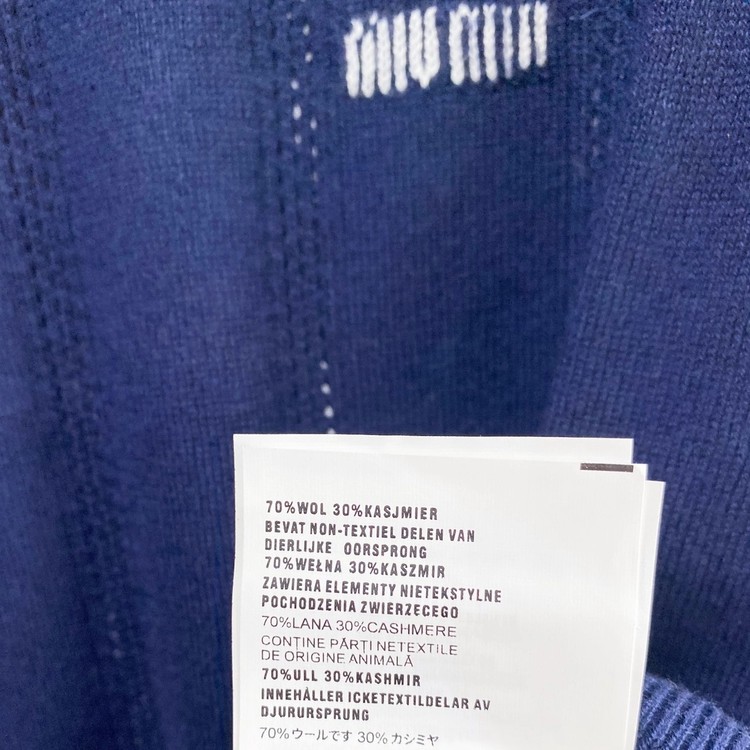 70%WOL 30%KASJMIER
BEVAT NON-TEXTIEL DELEN VAN
DIERLIJKE OORSPRONG
70%WEŁNA 30%KASZMIR
ZAWIERA ELEMENTY NIETEKSTYLNE
POCHODZENIA ZWIERZECEGO
70%LANA 30%CASHMERE
CONȚINE PĂRȚI NETEXTILE
DE ORIGINE ANIMALĂ
70%ULL 30%KASHMIR
INNEHÅLLER ICKETEXTILDELAR AV
DJURURSPRUNG
70%ウールです 30%カシミヤ